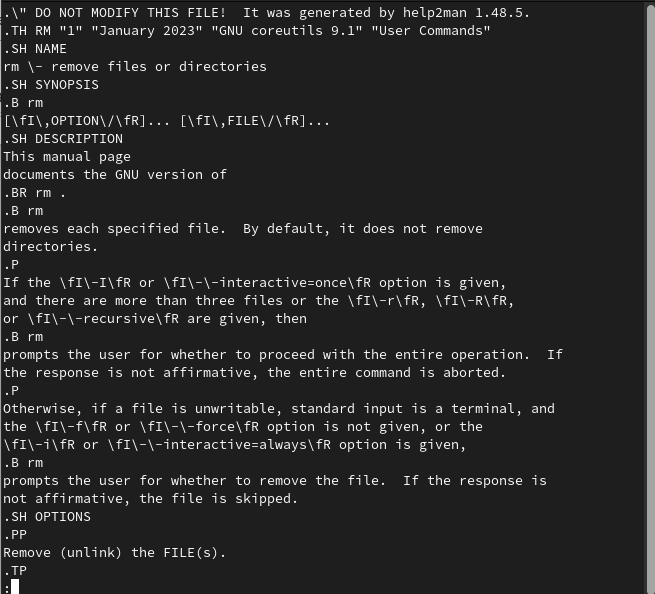 .\" DO NOT MODIFY THIS FILE!  It was generated by help2man 1.48.5.
.TH RM "1" "January 2023" "GNU coreutils 9.1" "User Commands"
.SH NAME
rm \- remove files or directories
.SH SYNOPSIS
.B rm
[\fI\,OPTION\/\fR]... [\fI\,FILE\/\fR]...
.SH DESCRIPTION
This manual page
documents the GNU version of
.BR rm .
.B rm
removes each specified file.  By default, it does not remove
directories.
.P
If the \fI\-I\fR or \fI\-\-interactive=once\fR option is given,
and there are more than three files or the \fI\-r\fR, \fI\-R\fR,
or \fI\-\-recursive\fR are given, then
.B rm
prompts the user for whether to proceed with the entire operation.  If
the response is not affirmative, the entire command is aborted.
.P
Otherwise, if a file is unwritable, standard input is a terminal, and
the \fI\-f\fR or \fI\-\-force\fR option is not given, or the
\fI\-i\fR or \fI\-\-interactive=always\fR option is given,
.B rm
prompts the user for whether to remove the file.  If the response is
not affirmative, the file is skipped.
.SH OPTIONS
.PP
Remove (unlink) the FILE(s).
.TP
: